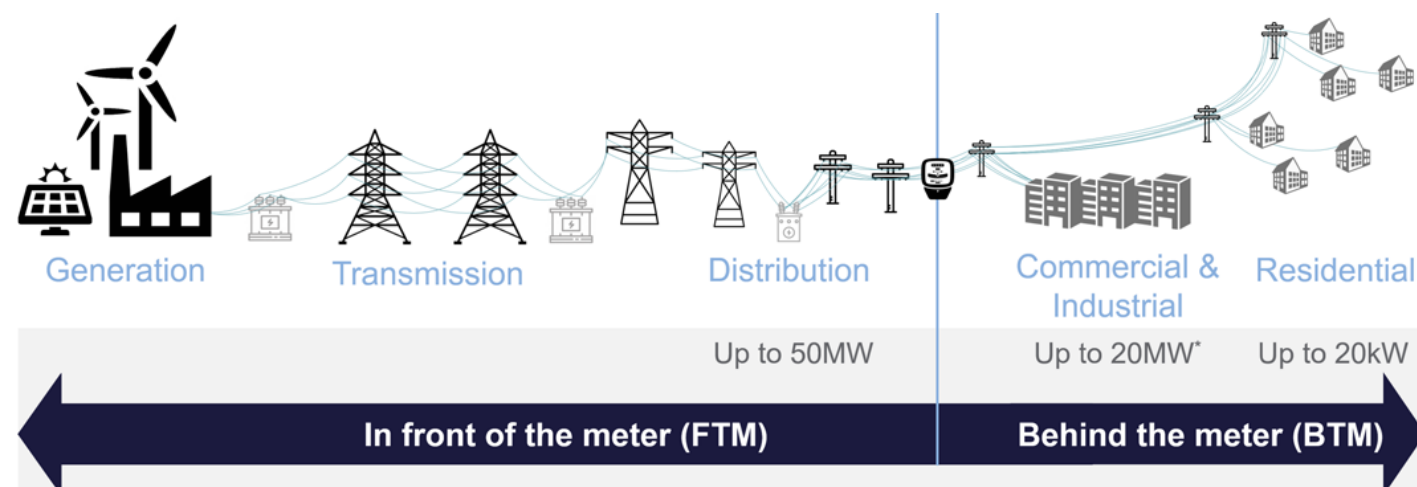 Generation
Transmission
Distribution
Commercial &
Industrial
Residential
Up to 50MW
Up to 20MW*
Up to 20kW
In front of the meter (FTM)
Behind the meter (BTM)